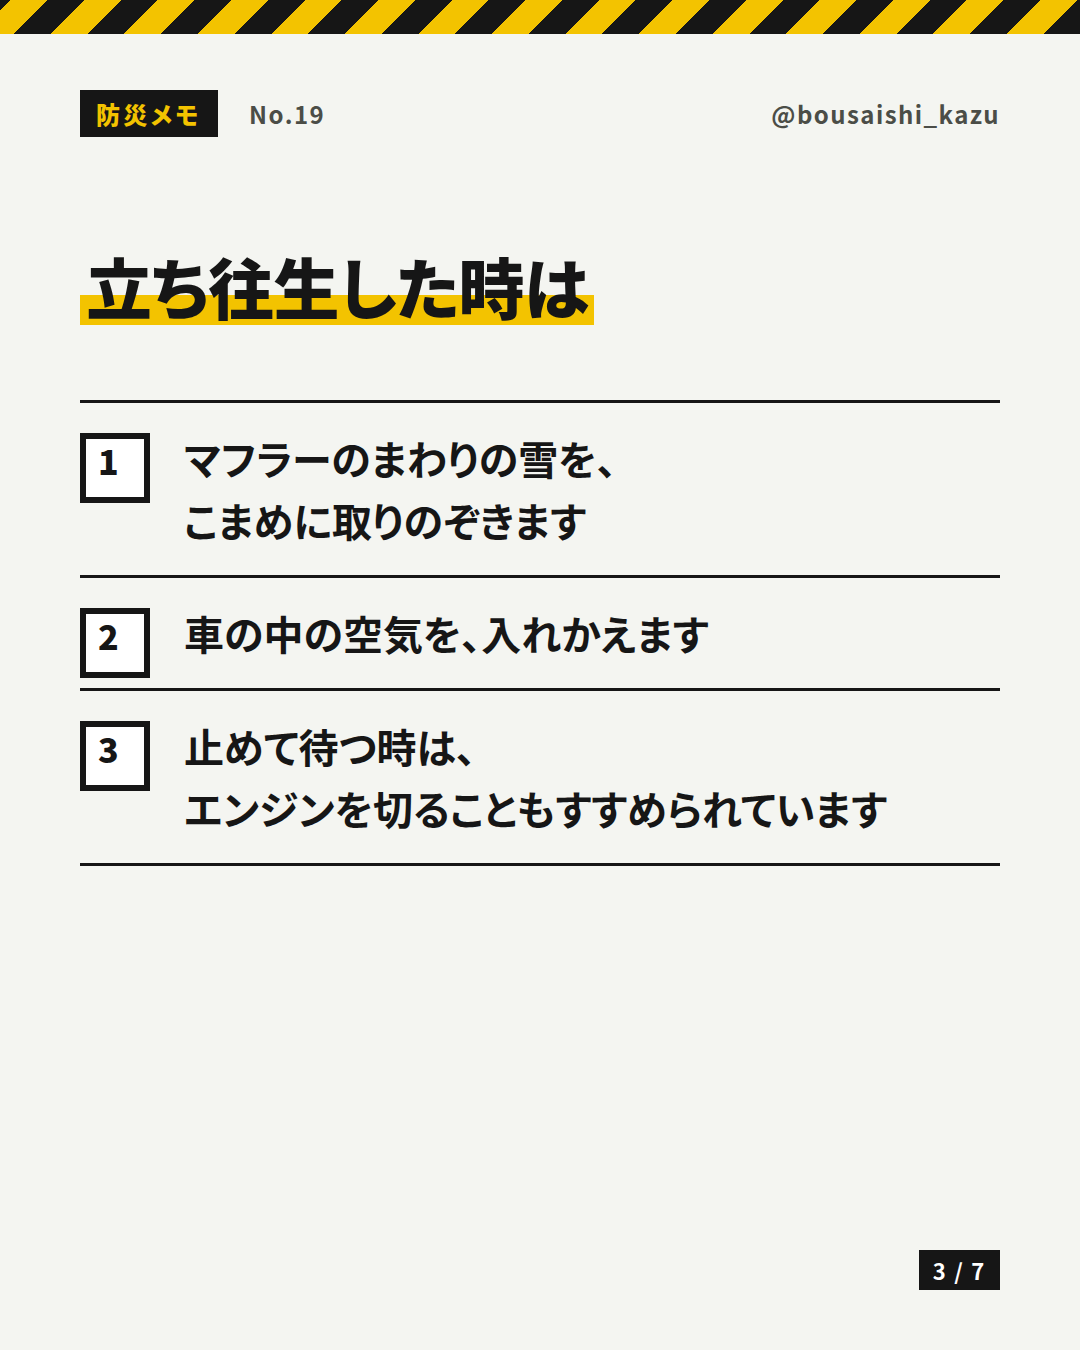 防災メモ No.19 @bousaishi_kazu
立ち往生した時は
1 マフラーのまわりの雪を、
こまめに取りのぞきます
2 車の中の空気を、入れかえます
3 止めて待つ時は、
エンジンを切ることもすすめられています
3 / 7